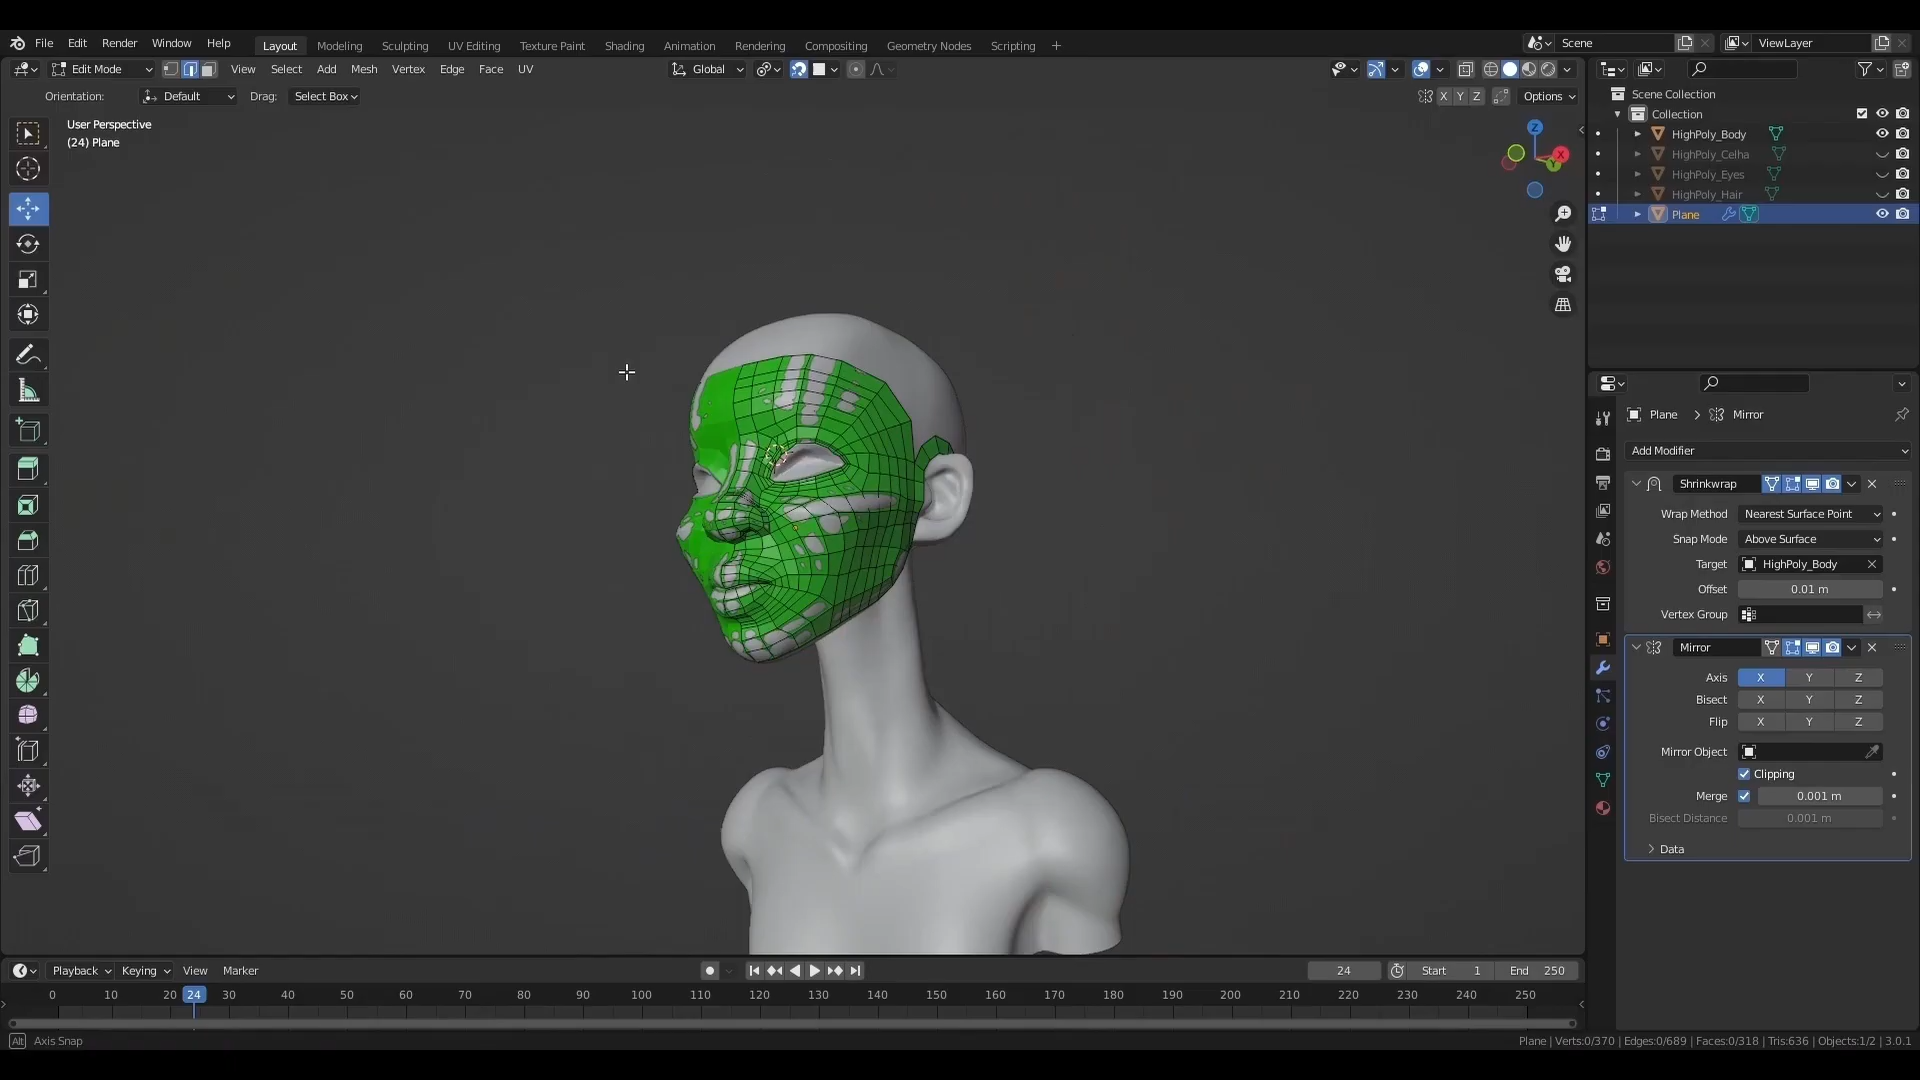 File Edit Render Window Help Layout Modeling Sculpting UV Editing Texture Paint Shading Animation Rendering Compositing Geometry Nodes Scripting + Scene ViewLayer
Edit Mode View Select Add Mesh Vertex Edge Face UV Global
Orientation: Default Drag: Select Box X Y Z Options
User Perspective
(24) Plane
Z
X
Y
Scene Collection
Collection
HighPoly_Body
HighPoly_Celha
HighPoly_Eyes
HighPoly_Hair
Plane
Plane > Mirror
Add Modifier
Shrinkwrap
Wrap Method Nearest Surface Point
Snap Mode Above Surface
Target HighPoly_Body
Offset 0.01 m
Vertex Group
Mirror
Axis X Y Z
Bisect X Y Z
Flip X Y Z
Mirror Object
Clipping
Merge 0.001 m
Bisect Distance 0.001 m
Data
Playback Keying View Marker 24 Start 1 End 250
0 10 20 24 30 40 50 60 70 80 90 100 110 120 130 140 150 160 170 180 190 200 210 220 230 240 250
Alt Axis Snap
Plane | Verts:0/370 | Edges:0/689 | Faces:0/318 | Tris:636 | Objects:1/2 | 3.0.1